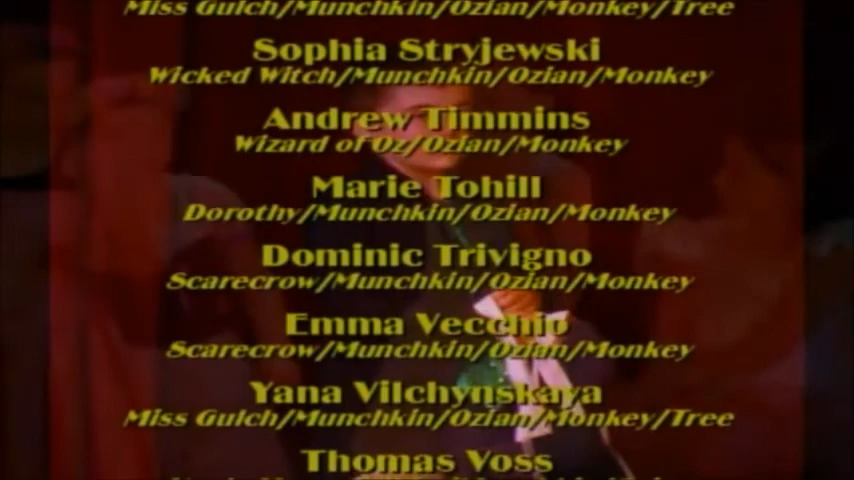 Miss Gulch/Munchkin/Ozian/Monkey/Tree
Sophia Stryjewski
Wicked Witch/Munchkin/Ozian/Monkey
Andrew Timmins
Wizard of Oz/Ozian/Monkey
Marie Tohill
Dorothy/Munchkin/Ozian/Monkey
Dominic Trivigno
Scarecrow/Munchkin/Ozian/Monkey
Emma Vecchio
Scarecrow/Munchkin/Ozian/Monkey
Yana Vilchynskaya
Miss Gulch/Munchkin/Ozian/Monkey/Tree
Thomas Voss